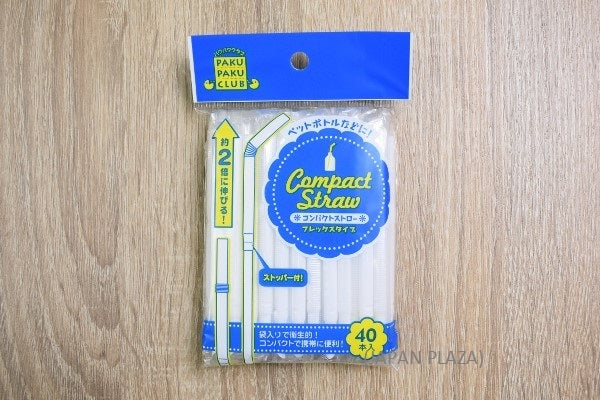 パクパククラブ
PAKU
PAKU
CLUB
ペットボトルなどに!
約2倍に伸びる!
Compact
Straw
コンパクトストロー
フレックスタイプ
ストッパー付!
袋入りで衛生的!
コンパクトで携帯に便利!
40
本入
(JAPAN PLAZA)